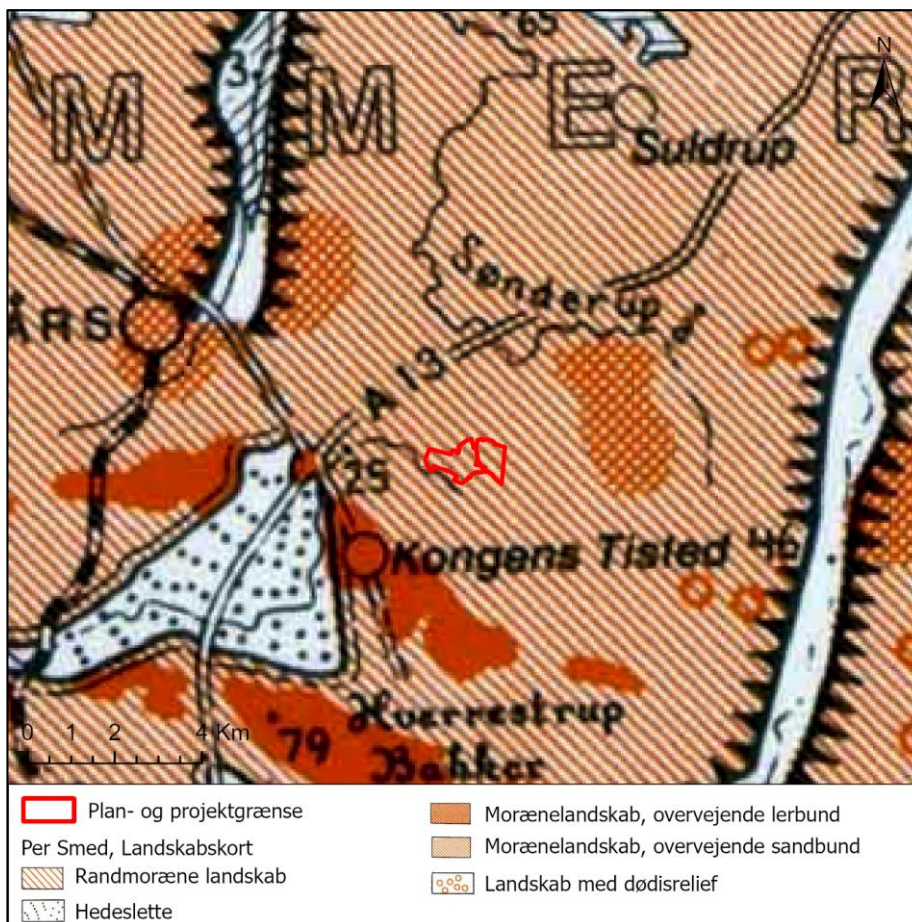 3.
65
N
M M E R
Suldrup
Sønderup å
ÅRS
A 13
25
Kongens Tisted 46
Hverrestrup
79 Bakker
0 1 2 4 Km
Plan- og projektgrænse
Per Smed, Landskabskort
Randmoræne landskab
Hedeslette
Morænelandskab, overvejende lerbund
Morænelandskab, overvejende sandbund
Landskab med dødisrelief